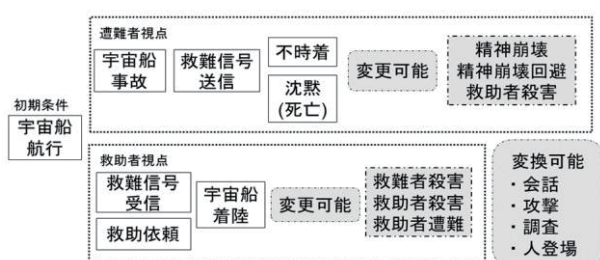 遭難者視点
宇宙船
事故
救難信号
送信
不時着
沈黙
(死亡)
変更可能
精神崩壊
精神崩壊回避
救助者殺害
初期条件
宇宙船
航行
救助者視点
救難信号
受信
救助依頼
宇宙船
着陸
変更可能
救難者殺害
救助者殺害
救助者遭難
変換可能
・会話
・攻撃
・調査
・人登場